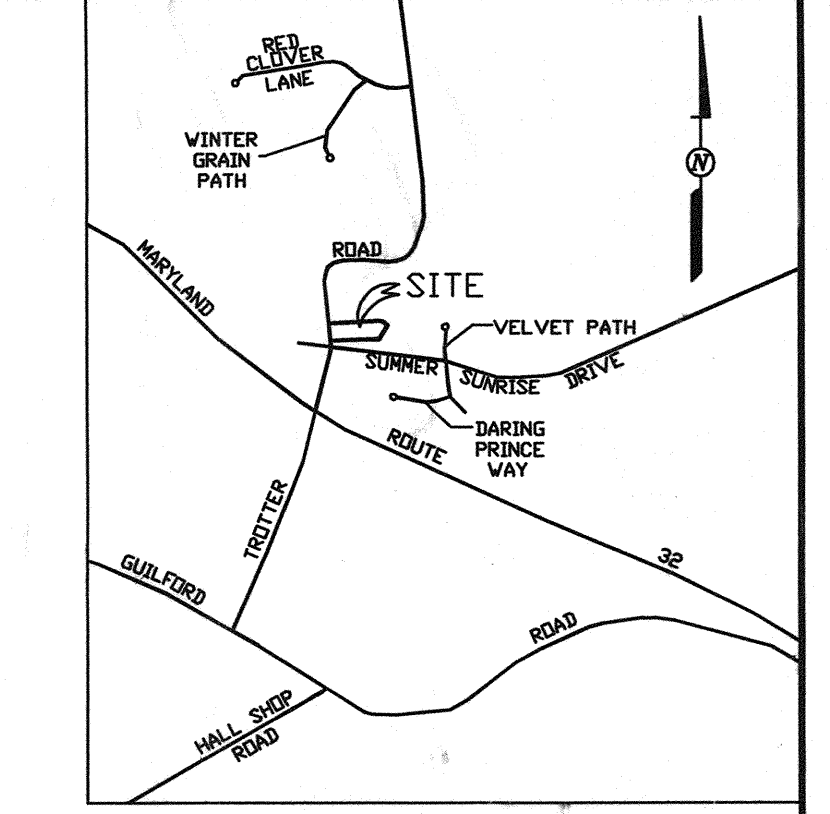 RED
CLOVER
LANE
WINTER
GRAIN
PATH
N
MARYLAND
ROAD
SITE
VELVET PATH
SUMMER
SUNRISE
DRIVE
DARING
PRINCE
WAY
ROUTE
TROTTER
32
GUILFORD
ROAD
HALL SHOP
ROAD